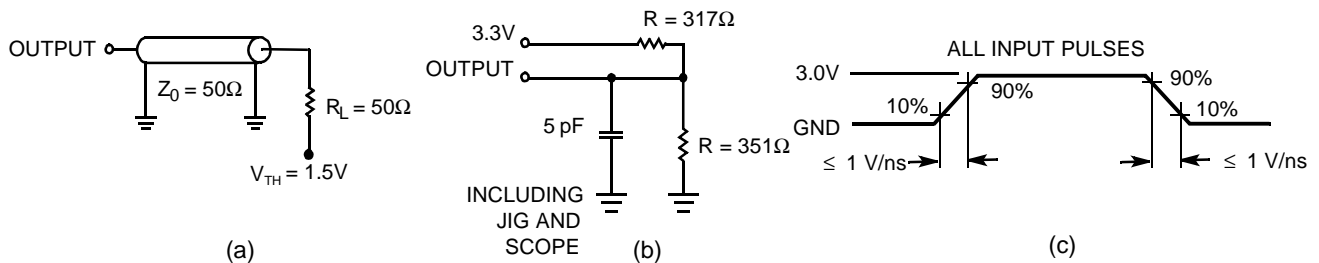 OUTPUT
Z0 = 50Ω
RL = 50Ω
VTH = 1.5V
(a)
R = 317Ω
3.3V
OUTPUT
5 pF
R = 351Ω
INCLUDING
JIG AND
SCOPE
(b)
ALL INPUT PULSES
3.0V
90%
90%
10%
10%
GND
≤ 1 V/ns
≤ 1 V/ns
(c)